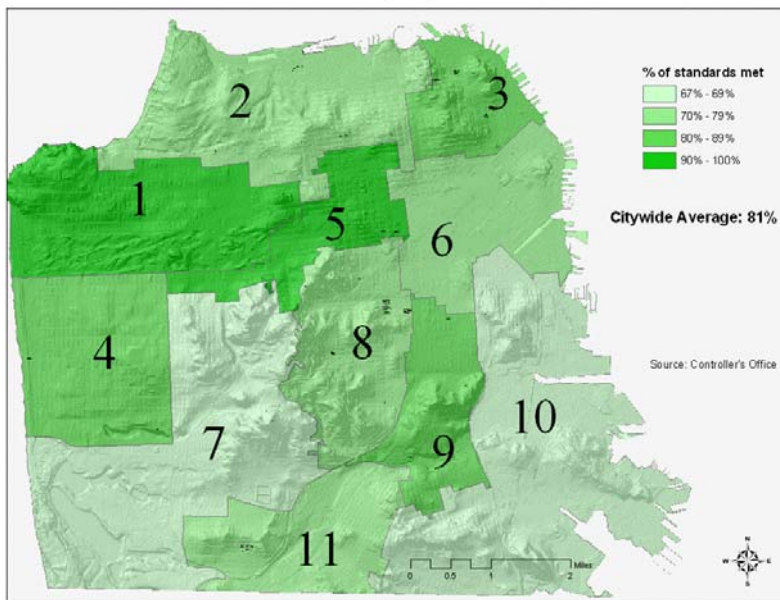 % of standards met
67% - 69%
70% - 79%
80% - 89%
90% - 100%
Citywide Average: 81%
Source: Controller's Office
1
2
3
4
5
6
7
8
9
10
11
0 0.5 1 2
Miles
N
W E
S